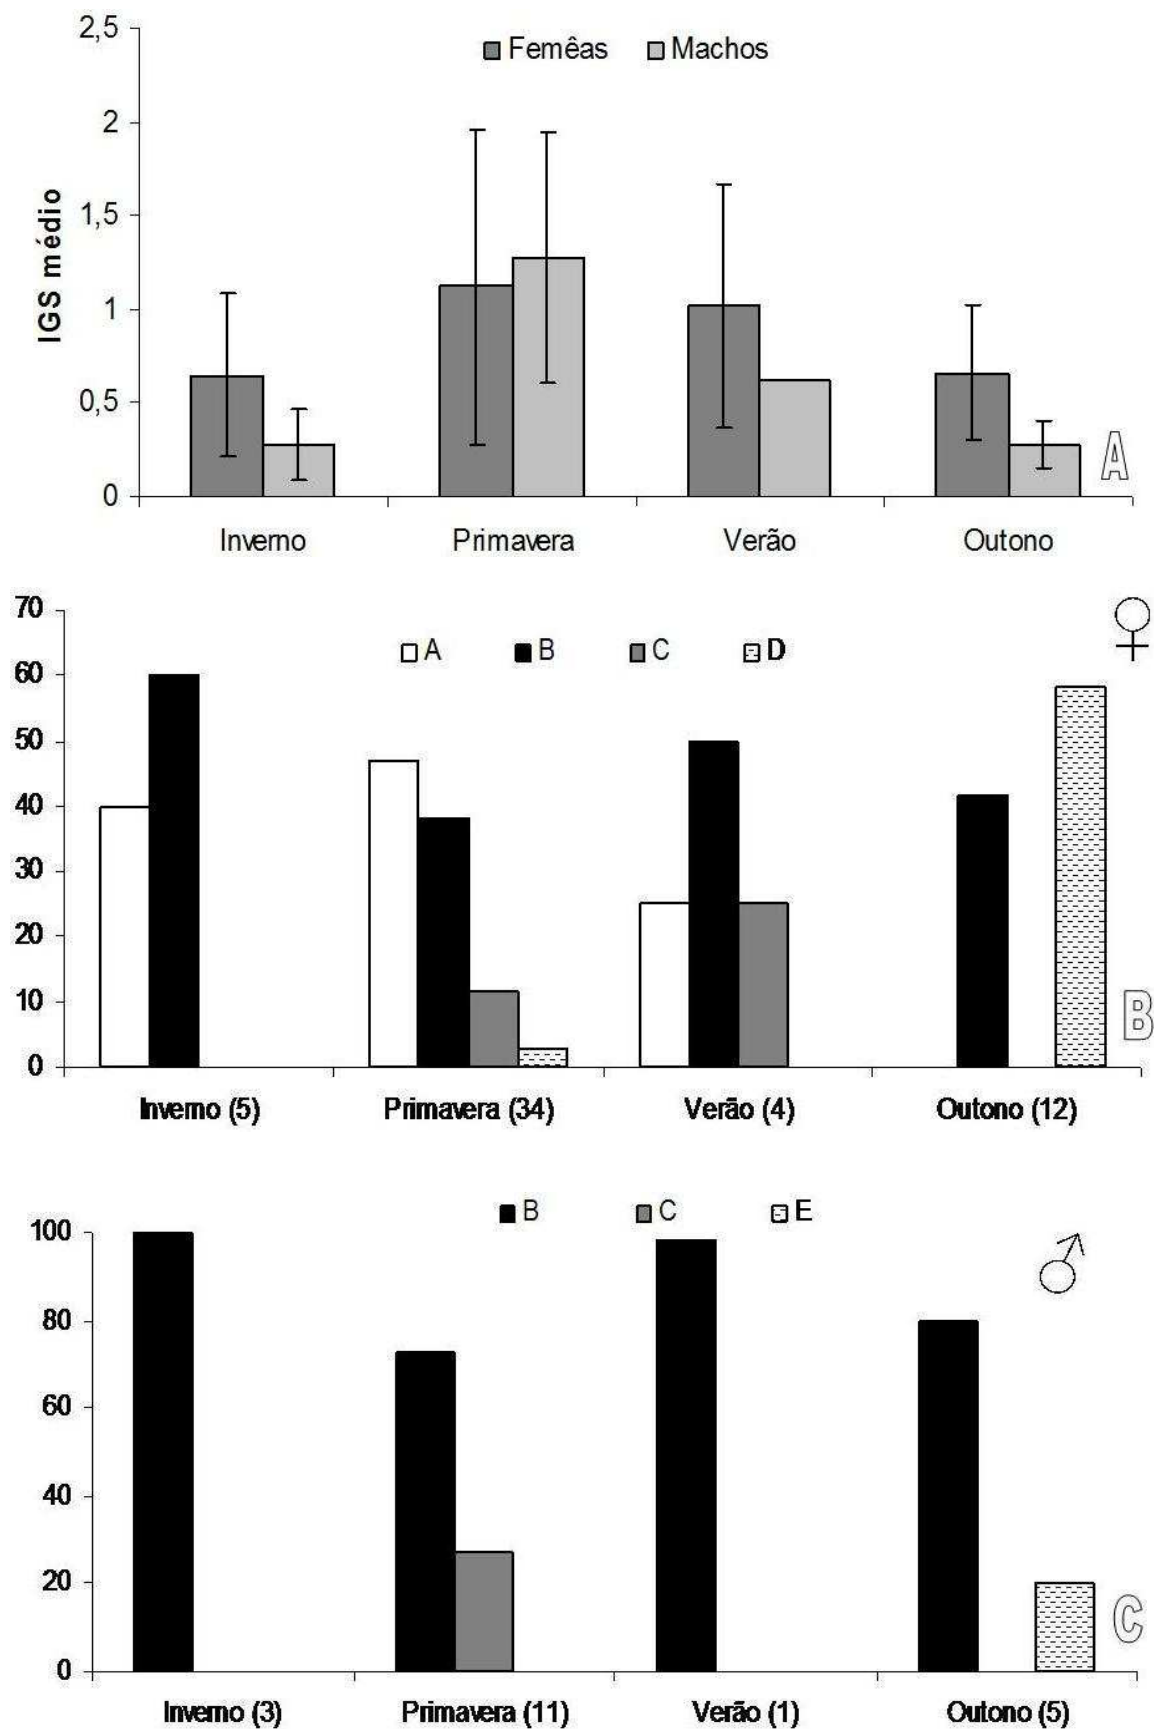 2,5
Femêas Machos
2
1,5
IGS médio
1
0,5
0
A
Inverno Primavera Verão Outono
70
A B C D
60
50
40
30
20
10
0
B
Inverno (5) Primavera (34) Verão (4) Outono (12)
B C E
100
80
60
40
20
0
C
Inverno (3) Primavera (11) Verão (1) Outono (5)